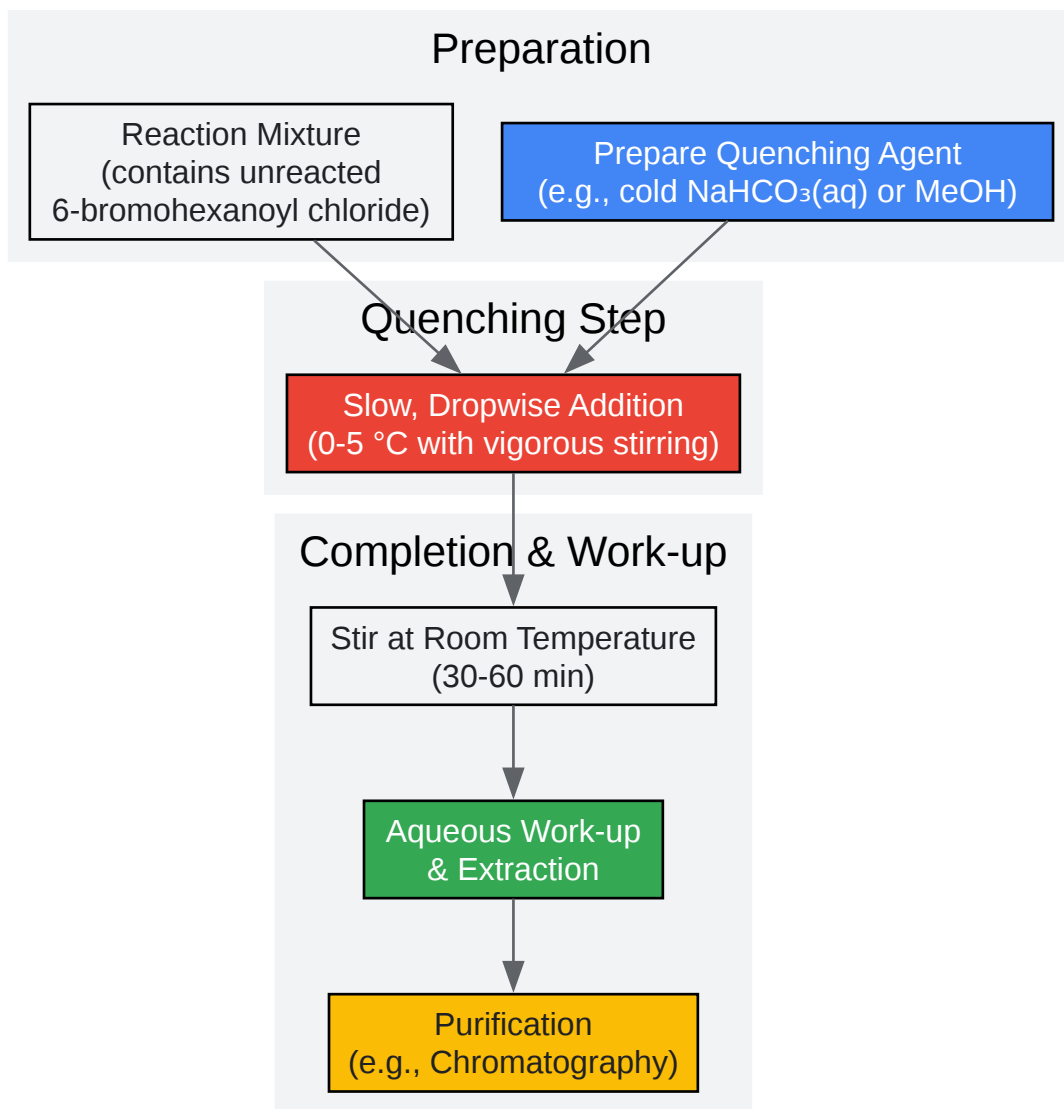 Preparation
Reaction Mixture
(contains unreacted
6-bromohexanoyl chloride)
Prepare Quenching Agent
(e.g., cold NaHCO₃(aq) or MeOH)
Quenching Step
Slow, Dropwise Addition
(0-5 °C with vigorous stirring)
Completion & Work-up
Stir at Room Temperature
(30-60 min)
Aqueous Work-up
& Extraction
Purification
(e.g., Chromatography)